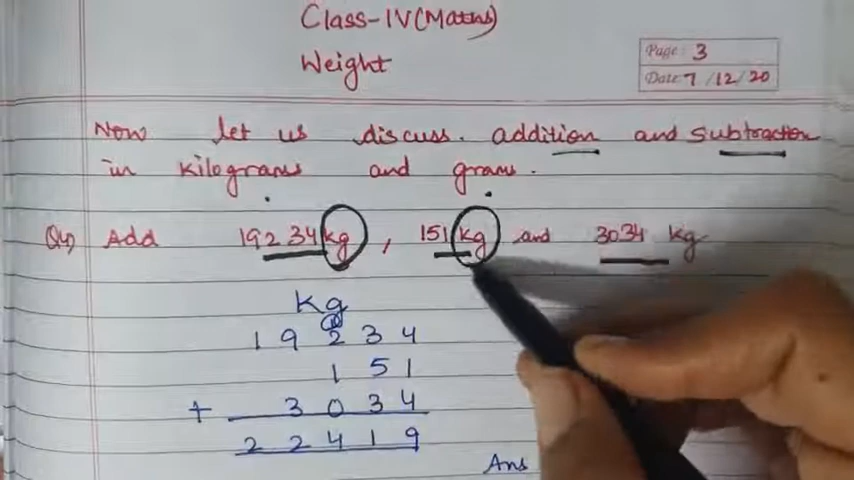 Class-IV(Maths)
Weight
Page: 3
Date: 7/12/20
Now let us discuss. addition and subtraction
in kilograms and grams.
Q1) Add 19234 kg, 151 kg and 3034 kg
Kg
1
1 9 2 3 4
1 5 1
+ 3 0 3 4
2 2 4 1 9
Ans